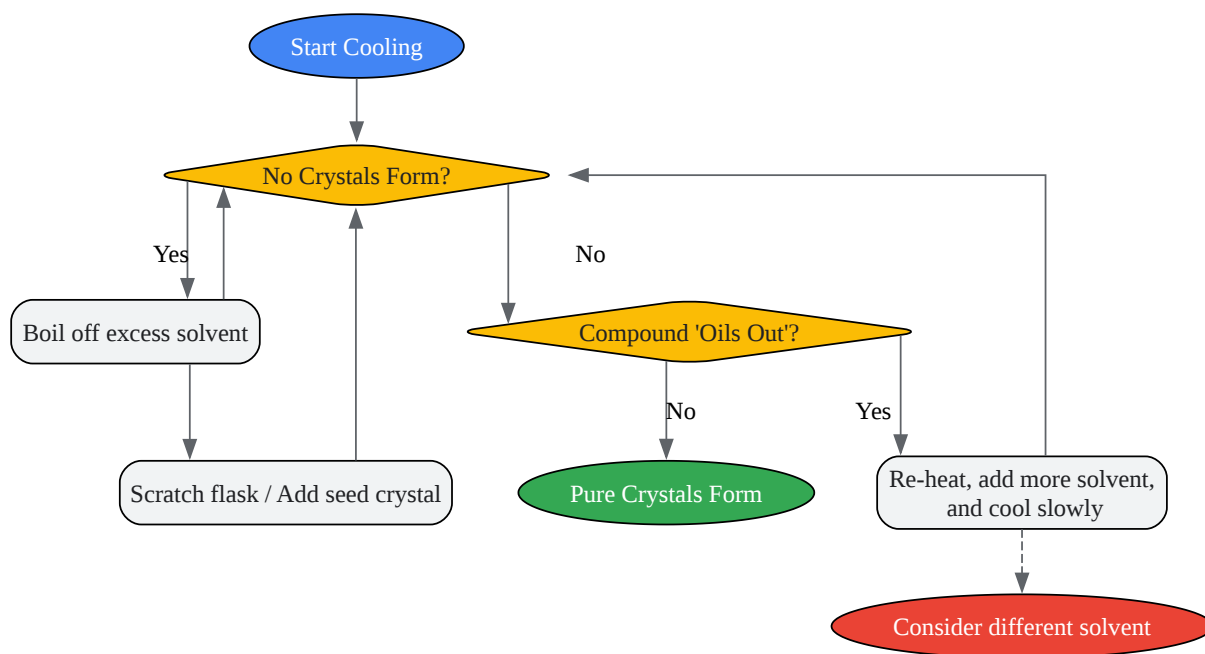 Start Cooling
No Crystals Form?
Yes
No
Boil off excess solvent
Compound 'Oils Out'?
No
Yes
Scratch flask / Add seed crystal
Pure Crystals Form
Re-heat, add more solvent,
and cool slowly
Consider different solvent